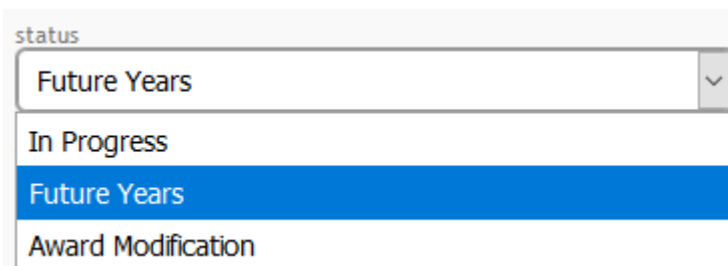 status
Future Years
In Progress
Future Years
Award Modification